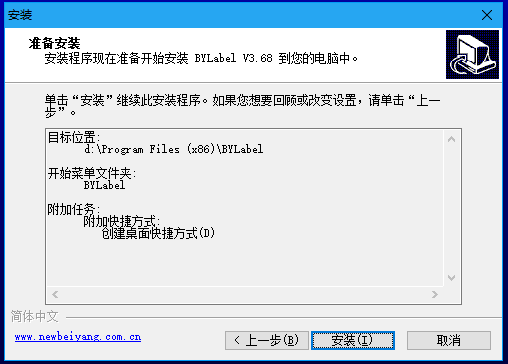 安装
准备安装
安装程序现在准备开始安装 BYLabel V3.68 到您的电脑中。
单击“安装”继续此安装程序。如果您想要回顾或改变设置，请单击“上一
步”。
目标位置:
d:\Program Files (x86)\BYLabel
开始菜单文件夹:
BYLabel
附加任务:
附加快捷方式:
创建桌面快捷方式(D)
简体中文
www.newbeiyang.com.cn
< 上一步(B)
安装(I)
取消